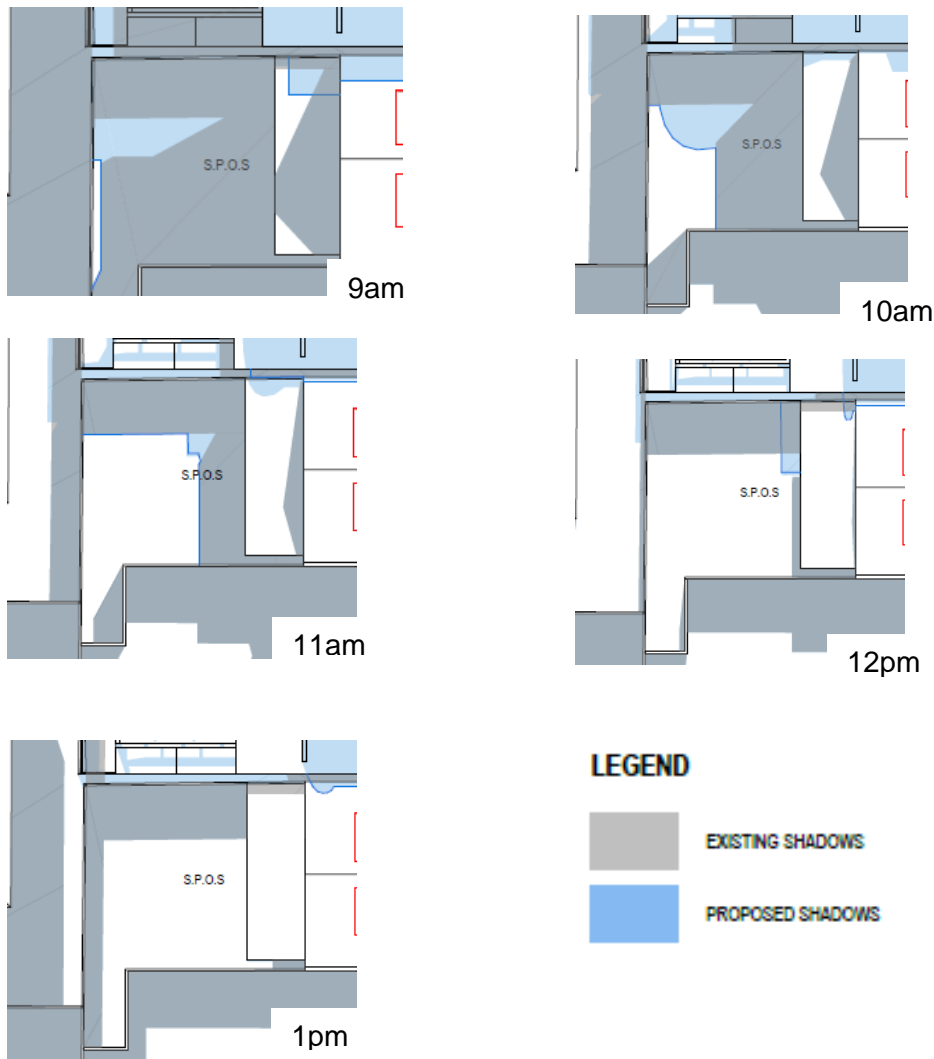 S.P.O.S
9am
S.P.O.S
10am
S.P.O.S
11am
S.P.O.S
12pm
S.P.O.S
1pm
LEGEND
EXISTING SHADOWS
PROPOSED SHADOWS